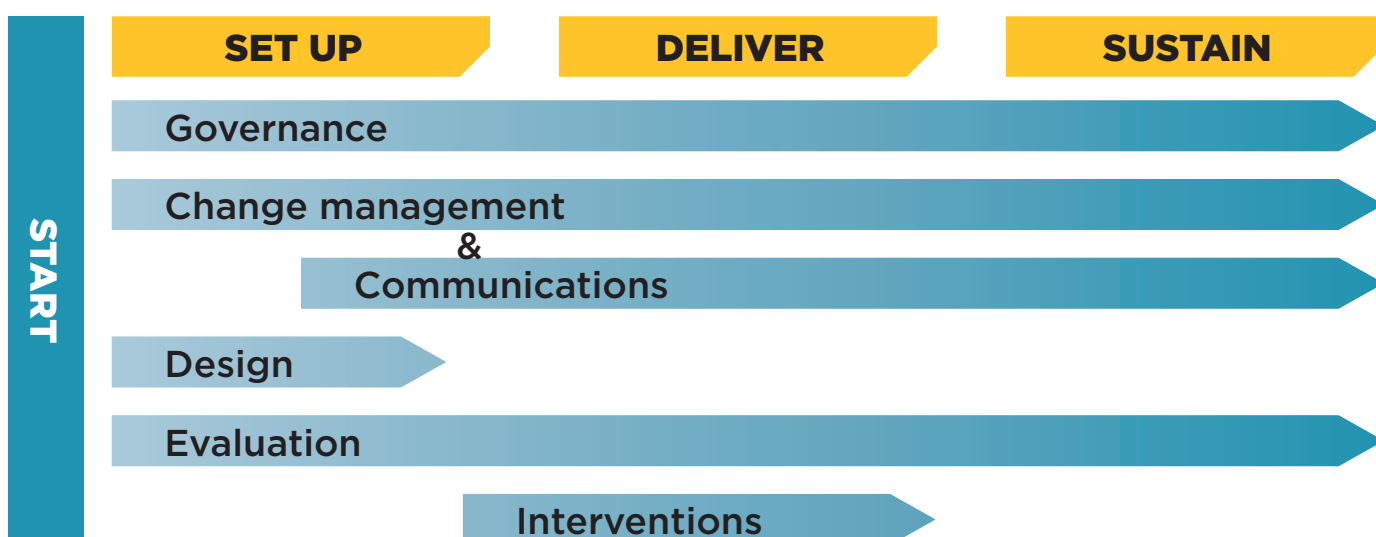 START
SET UP
DELIVER
SUSTAIN
Governance
Change management
&
Communications
Design
Evaluation
Interventions